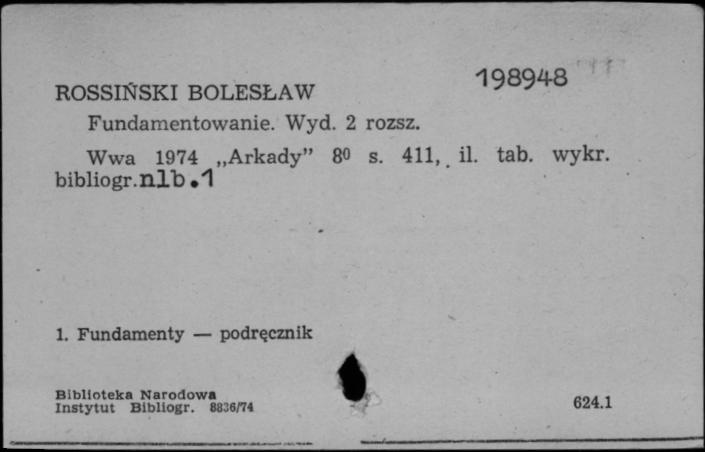 198948
ROSSIŃSKI BOLESŁAW
Fundamentowanie. Wyd. 2 rozsz.
Wwa 1974 „Arkady” 8⁰ s. 411, il. tab. wykr.
bibliogr. nlb.1
1. Fundamenty — podręcznik
Biblioteka Narodowa
Instytut Bibliogr. 8836/74
624.1